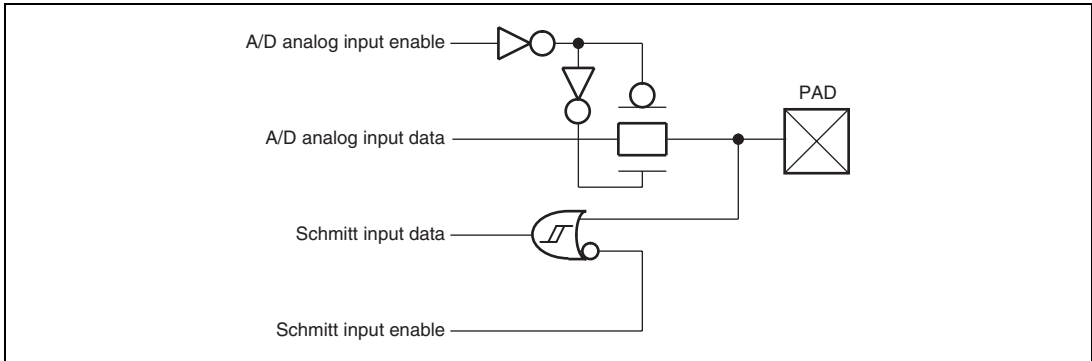 A/D analog input enable
PAD
A/D analog input data
Schmitt input data
Schmitt input enable